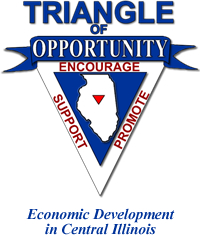 TRIANGLE
OF
OPPORTUNITY
ENCOURAGE
SUPPORT
PROMOTE
Economic Development
in Central Illinois